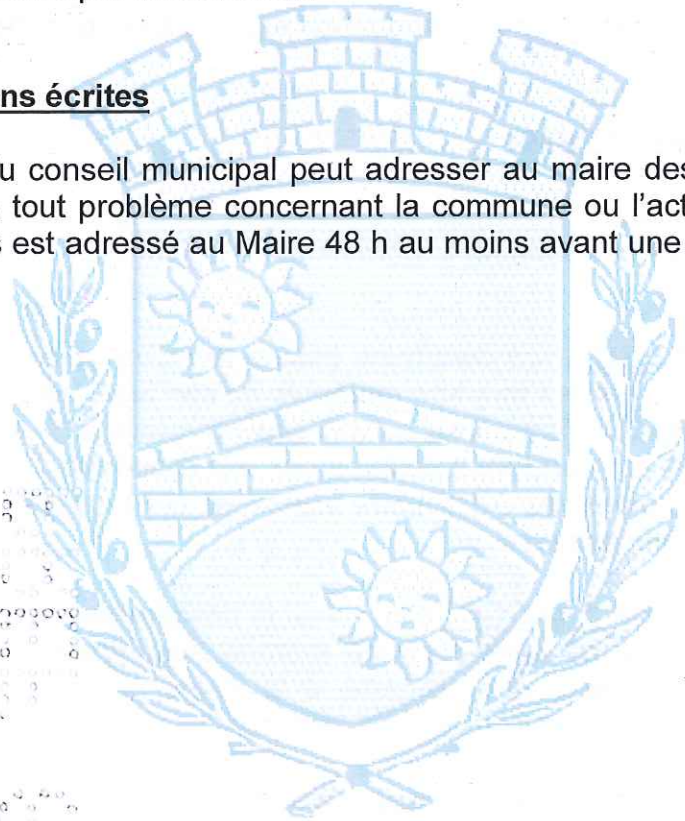 ns écrites
u conseil municipal peut adresser au maire des
tout problème concernant la commune ou l'act
s est adressé au Maire 48 h au moins avant une